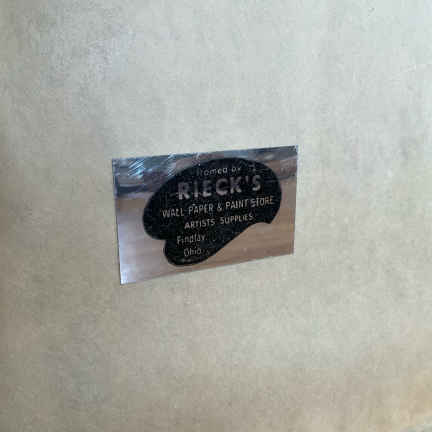 Framed by
RIECK'S
WALL PAPER & PAINT STORE
ARTISTS SUPPLIES
Findlay
Ohio